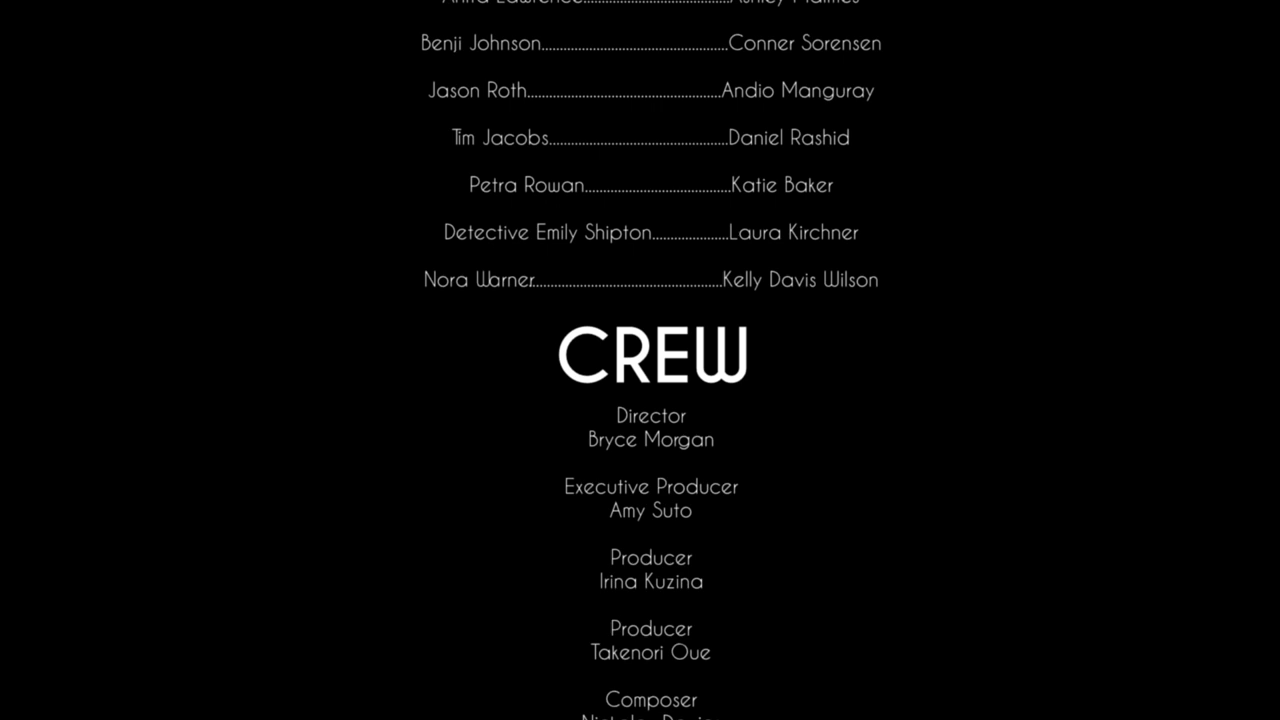 Benji Johnson..................................................Conner Sorensen
Jason Roth....................................................Andio Manguray
Tim Jacobs................................................Daniel Rashid
Petra Rowan.......................................Katie Baker
Detective Emily Shipton.....................Laura Kirchner
Nora Warner...................................................Kelly Davis Wilson
CREW
Director
Bryce Morgan
Executive Producer
Amy Suto
Producer
Irina Kuzina
Producer
Takenori Oue
Composer